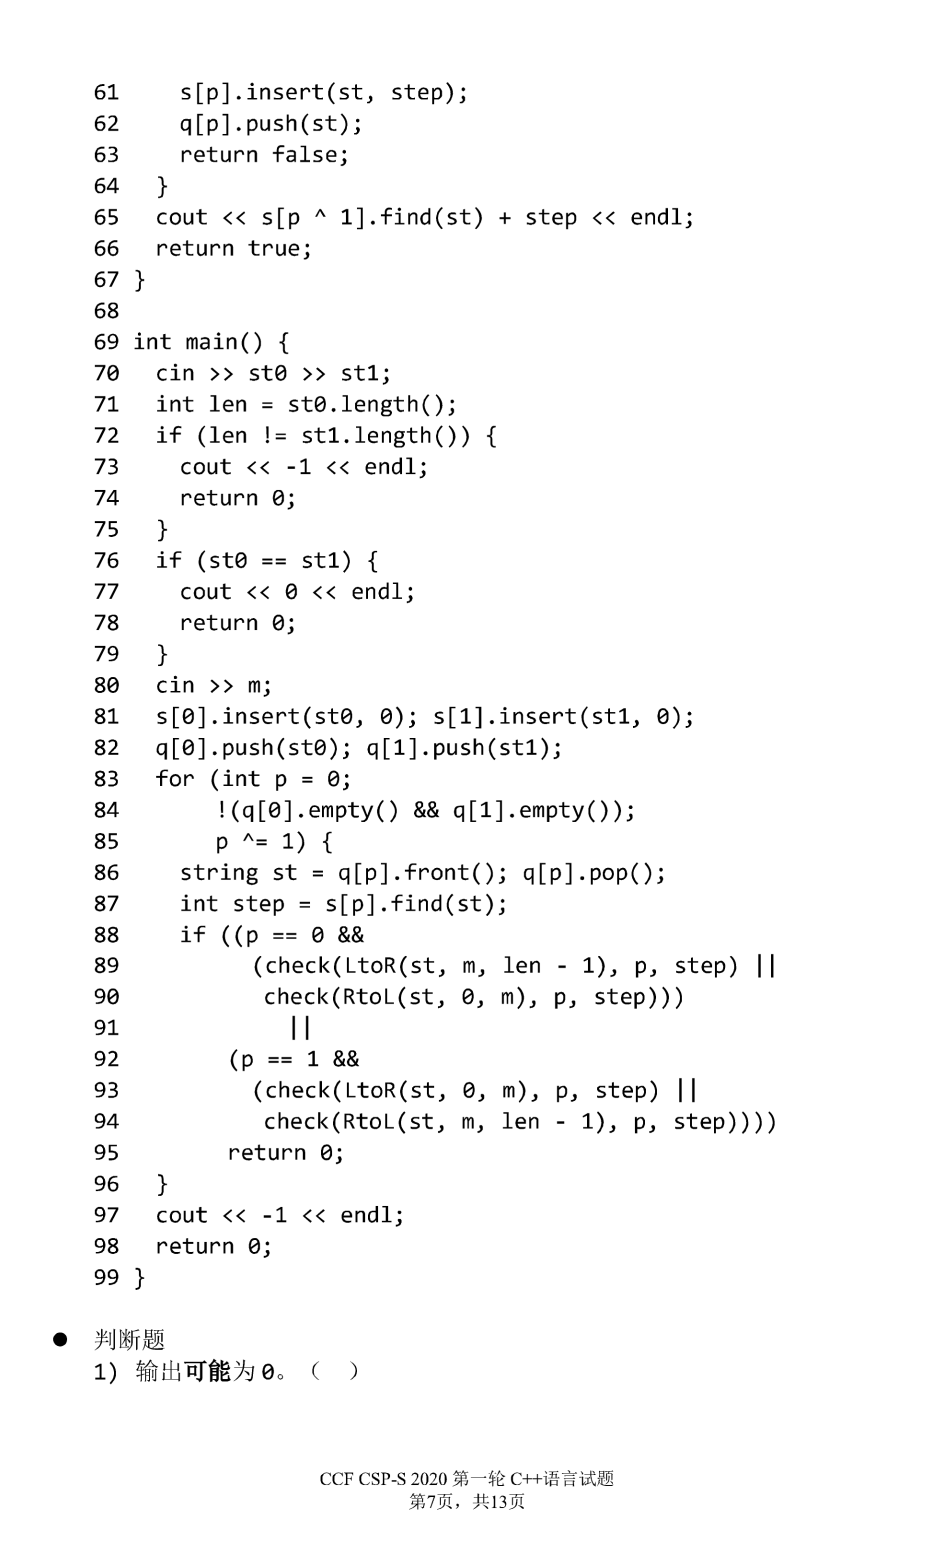 61     s[p].insert(st, step);
62     q[p].push(st);
63     return false;
64   }
65   cout << s[p ^ 1].find(st) + step << endl;
66   return true;
67 }
68
69 int main() {
70   cin >> st0 >> st1;
71   int len = st0.length();
72   if (len != st1.length()) {
73     cout << -1 << endl;
74     return 0;
75   }
76   if (st0 == st1) {
77     cout << 0 << endl;
78     return 0;
79   }
80   cin >> m;
81   s[0].insert(st0, 0); s[1].insert(st1, 0);
82   q[0].push(st0); q[1].push(st1);
83   for (int p = 0;
84        !(q[0].empty() && q[1].empty());
85        p ^= 1) {
86     string st = q[p].front(); q[p].pop();
87     int step = s[p].find(st);
88     if ((p == 0 &&
89           (check(LtoR(st, m, len - 1), p, step) ||
90            check(RtoL(st, 0, m), p, step)))
91              ||
92         (p == 1 &&
93           (check(LtoR(st, 0, m), p, step) ||
94            check(RtoL(st, m, len - 1), p, step))))
95         return 0;
96   }
97   cout << -1 << endl;
98   return 0;
99 }
● 判断题
1) 输出可能为 0。（ ）
CCF CSP-S 2020 第一轮 C++语言试题
第7页，共13页